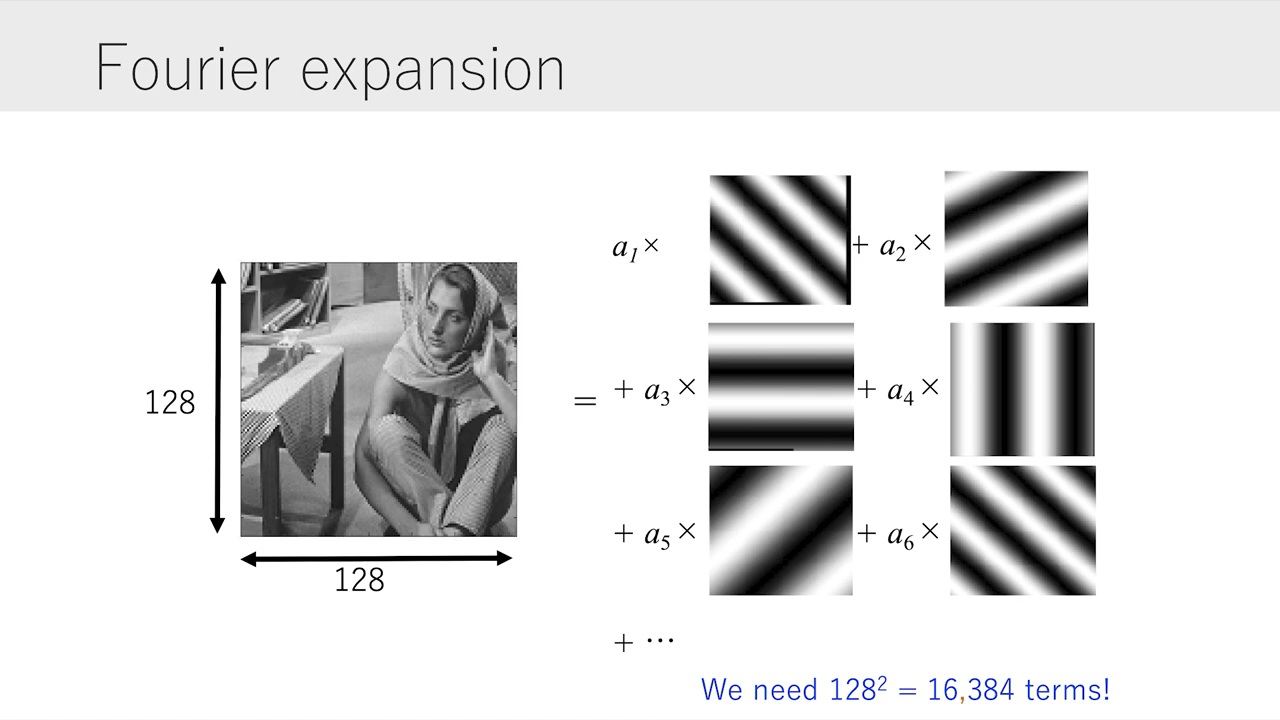 Fourier expansion
a₁× + a₂×
128 = + a₃× + a₄×
128
+ a₅× + a₆×
+ ⋯
We need 128² = 16,384 terms!